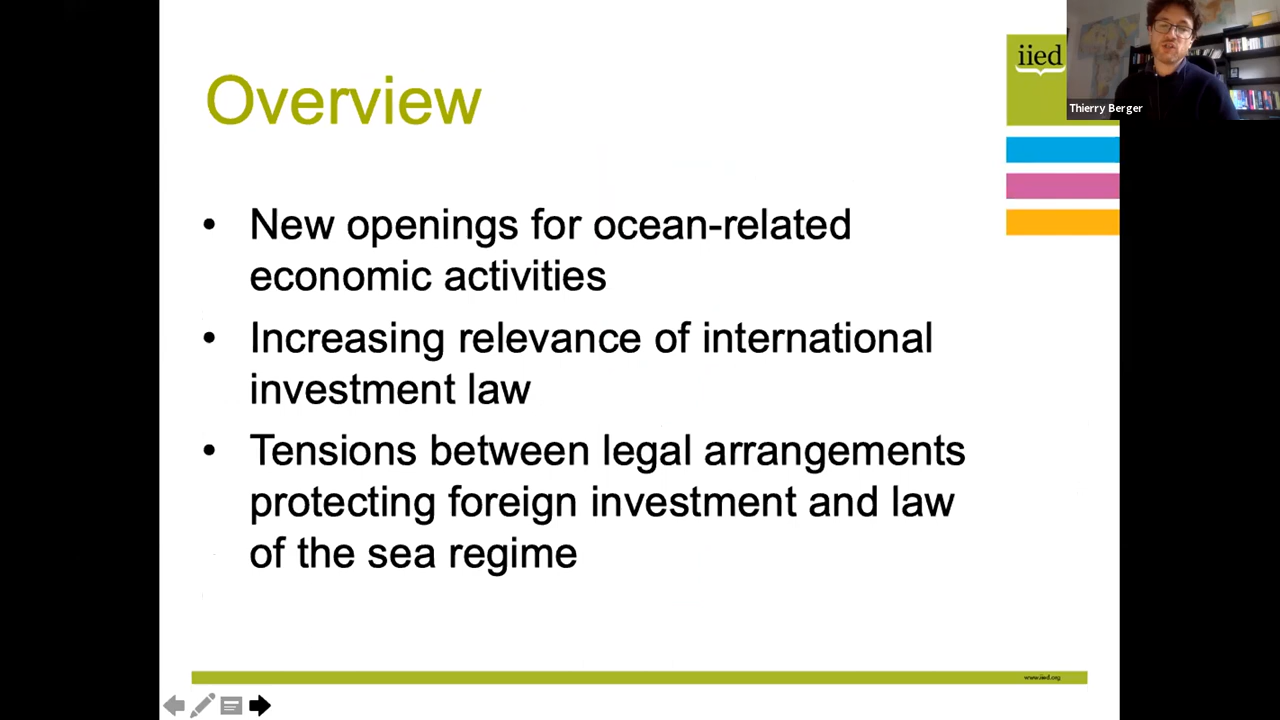 Overview
iied
Thierry Berger
• New openings for ocean-related
economic activities
• Increasing relevance of international
investment law
• Tensions between legal arrangements
protecting foreign investment and law
of the sea regime
www.iied.org